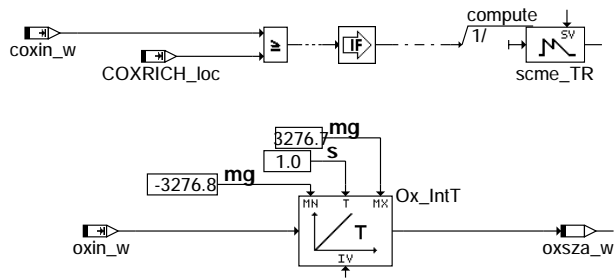 compute
coxin_w
≥
IF
1/
SV
COXRICH_loc
scme_TR
3276.7 mg
1.0 s
-3276.8 mg
MN T MX
Ox_IntT
T
IV
oxin_w
oxsza_w